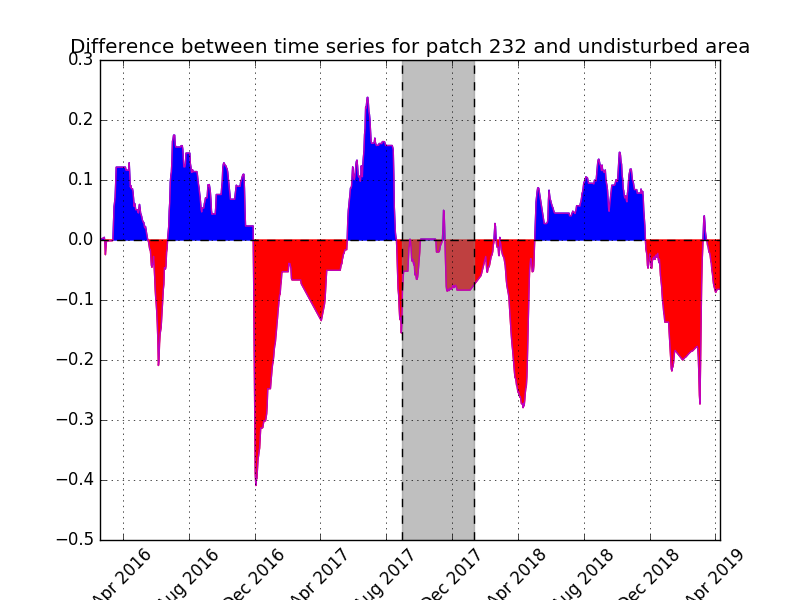 Difference between time series for patch 232 and undisturbed area
0.3
0.2
0.1
0.0
−0.1
−0.2
−0.3
−0.4
−0.5
Apr 2016
Aug 2016
Dec 2016
Apr 2017
Aug 2017
Dec 2017
Apr 2018
Aug 2018
Dec 2018
Apr 2019